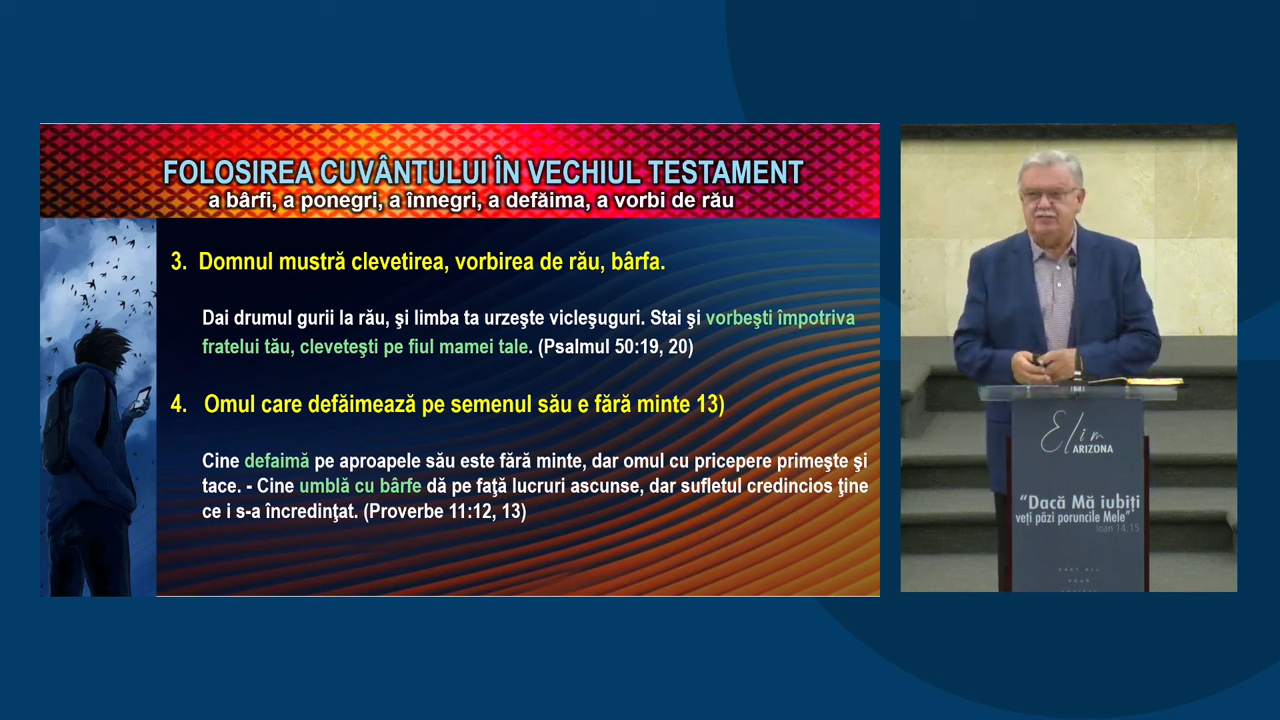 FOLOSIREA CUVÂNTULUI ÎN VECHIUL TESTAMENT
a bârfi, a ponegri, a înnegri, a defăima, a vorbi de rău
3. Domnul mustră clevetirea, vorbirea de rău, bârfa.
Dai drumul gurii la rău, şi limba ta urzeşte vicleşuguri. Stai şi vorbeşti împotriva
fratelui tău, cleveteşti pe fiul mamei tale. (Psalmul 50:19, 20)
4. Omul care defăimează pe semenul său e fără minte 13)
Cine defaimă pe aproapele său este fără minte, dar omul cu pricepere primeşte şi
tace. - Cine umblă cu bârfe dă pe faţă lucruri ascunse, dar sufletul credincios ţine
ce i s-a încredinţat. (Proverbe 11:12, 13)
Elim
ARIZONA
“Dacă Mă iubiți
veți păzi poruncile Mele”
Ioan 14:15
CAST ALL
YOUR